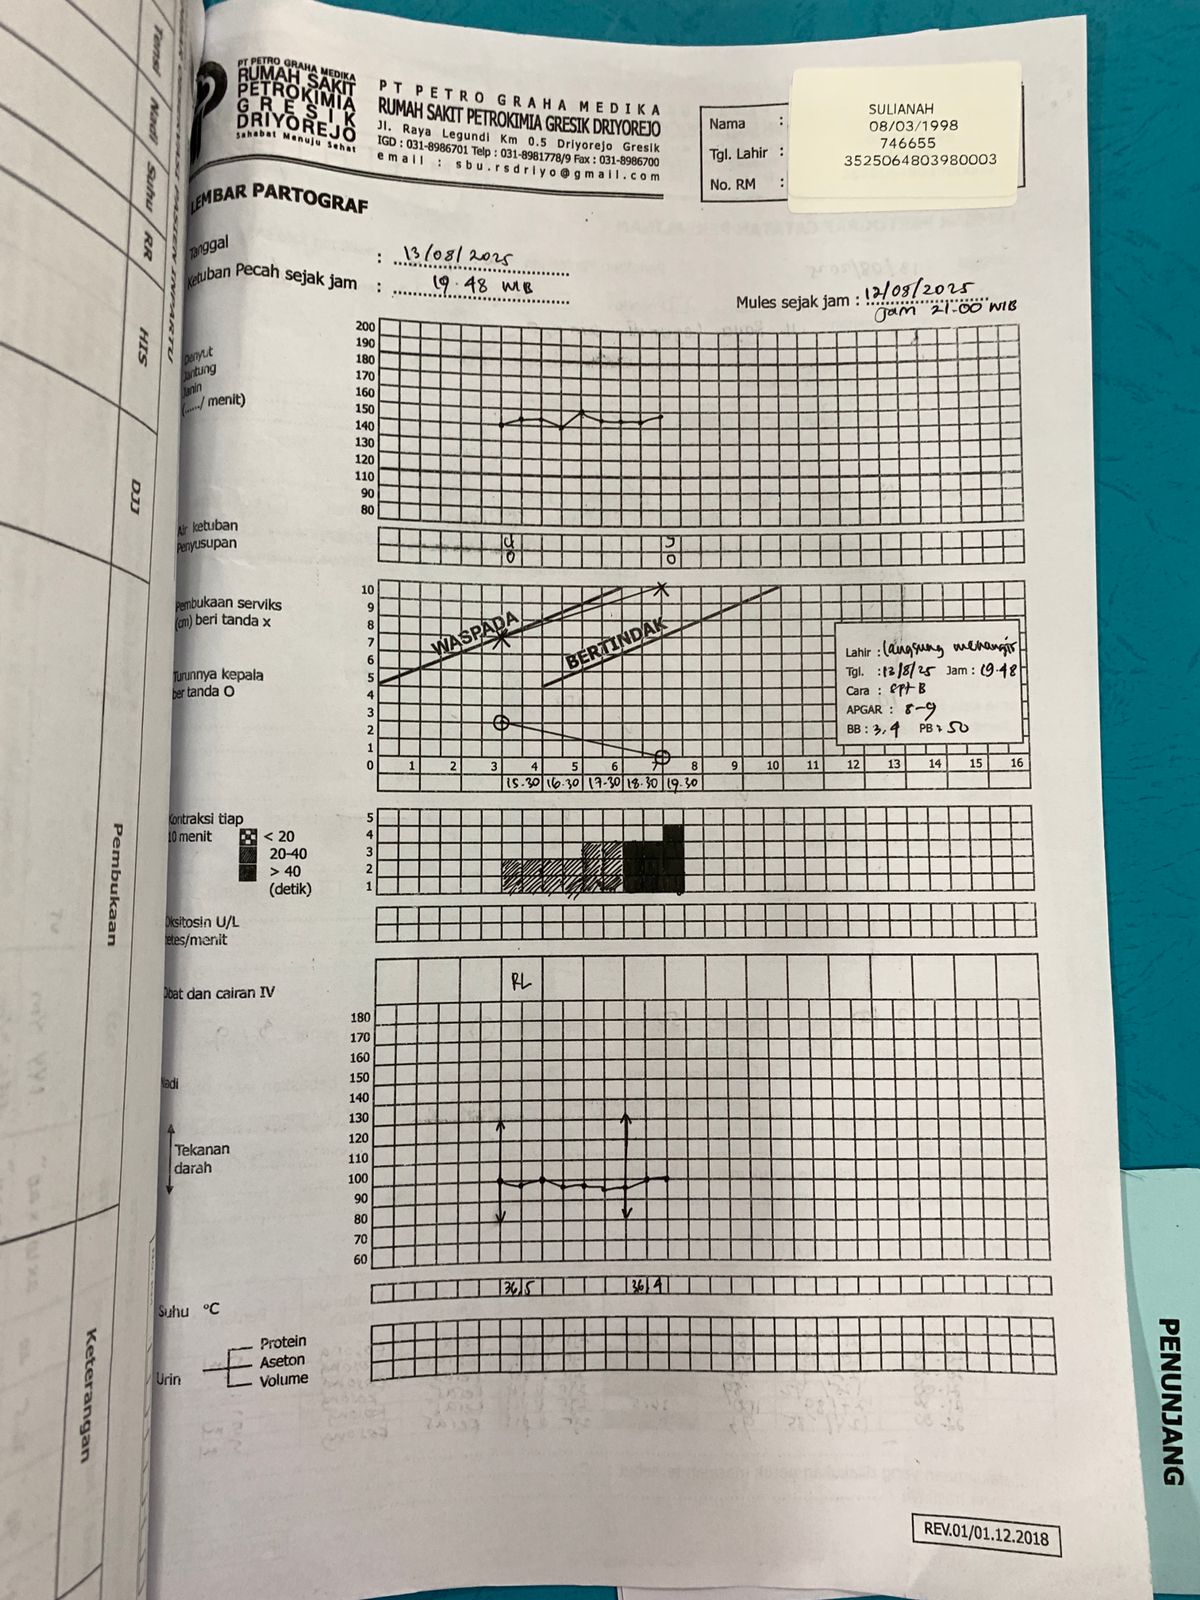 PT PETRO GRAHA MEDIKA
RUMAH SAKIT
PETROKIMIA
GRESIK
DRIYOREJO
Sahabat Menuju Sehat
PT PETRO GRAHA MEDIKA
RUMAH SAKIT PETROKIMIA GRESIK DRIYOREJO
Jl. Raya Legundi Km 0.5 Driyorejo Gresik
IGD : 031-8986701 Telp : 031-8981778/9 Fax : 031-8986700
email : sbu.rsdriyo@gmail.com
Nama :
Tgl. Lahir :
No. RM :
SULIANAH
08/03/1998
746655
3525064803980003
LEMBAR PARTOGRAF
Tanggal : 13/08/2025
Ketuban Pecah sejak jam : 19.48 WIB
Mules sejak jam : 12/08/2025
Jam 21.00 WIB
Denyut
Jantung
Janin
(....../ menit)
200
190
180
170
160
150
140
130
120
110
90
80
Air ketuban U J
Penyusupan 0 0
Pembukaan serviks
(cm) beri tanda x
Turunnya kepala
ber tanda O
10
9
8
7
6
5
4
3
2
1
0
WASPADA
BERTINDAK
Lahir : langsung menangis
Tgl. : 13/8/25 Jam : 19.48
Cara : spt B
APGAR : 8-9
BB : 3,4 PB : 50
1 2 3 4 5 6 7 8 9 10 11 12 13 14 15 16
15.30 16.30 17.30 18.30 19.30
Kontraksi tiap
10 menit
< 20
20-40
> 40
(detik)
5
4
3
2
1
Oksitosin U/L
tetes/menit
Obat dan cairan IV
RL
180
170
160
150
140
130
120
110
100
90
80
70
60
Nadi
Tekanan
darah
Suhu °C 36,5 36,4
Urin
Protein
Aseton
Volume
REV.01/01.12.2018
Tensi
Nadi
Suhu
RR
HIS
DJJ
Pembukaan
Keterangan
PENUNJANG